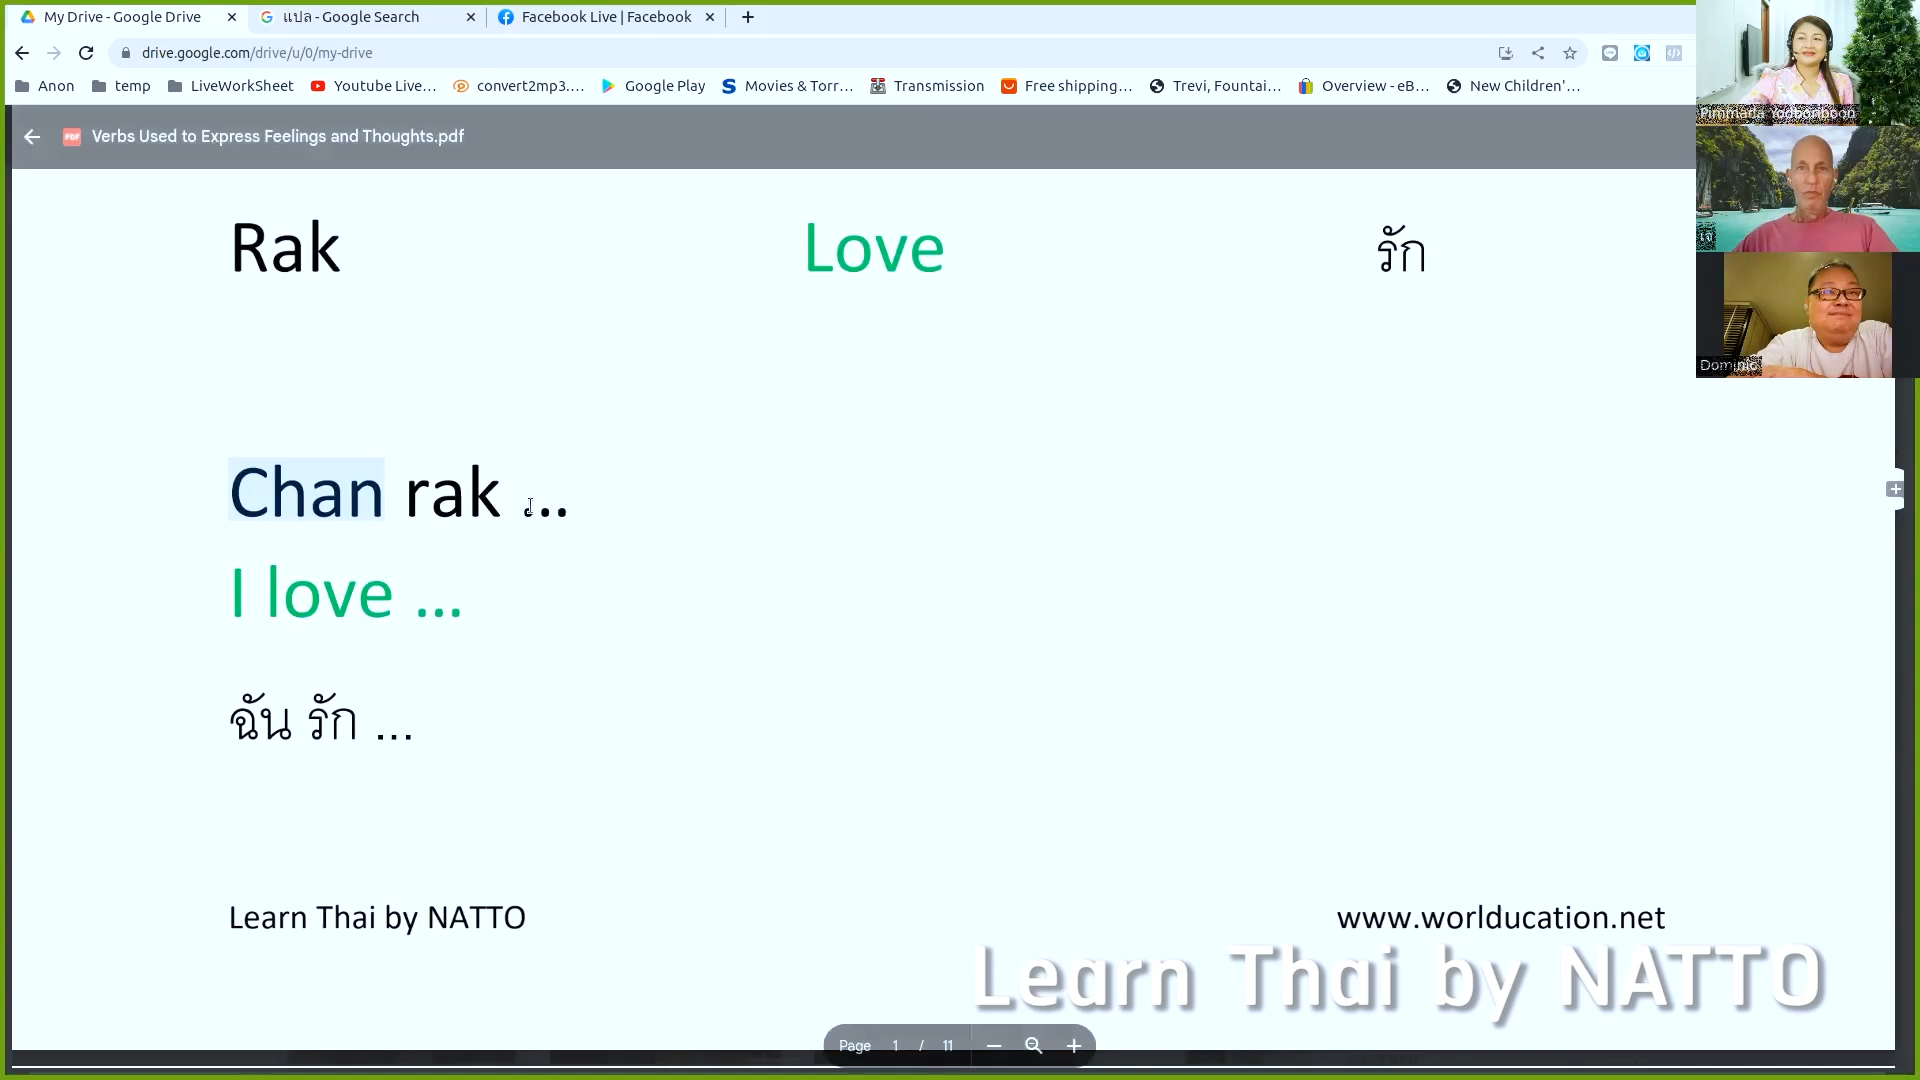 My Drive - Google Drive
แปล - Google Search
Facebook Live | Facebook
drive.google.com/drive/u/0/my-drive
Anon
temp
LiveWorkSheet
Youtube Live...
convert2mp3....
Google Play
Movies & Torr...
Transmission
Free shipping...
Trevi, Fountai...
Overview - eB...
New Children'...
PDF
Verbs Used to Express Feelings and Thoughts.pdf
Rak
Love
รัก
Dominic
Chan rak ...
I love ...
ฉัน รัก ...
Learn Thai by NATTO
www.worlducation.net
Learn Thai by NATTO
Page 1 / 11